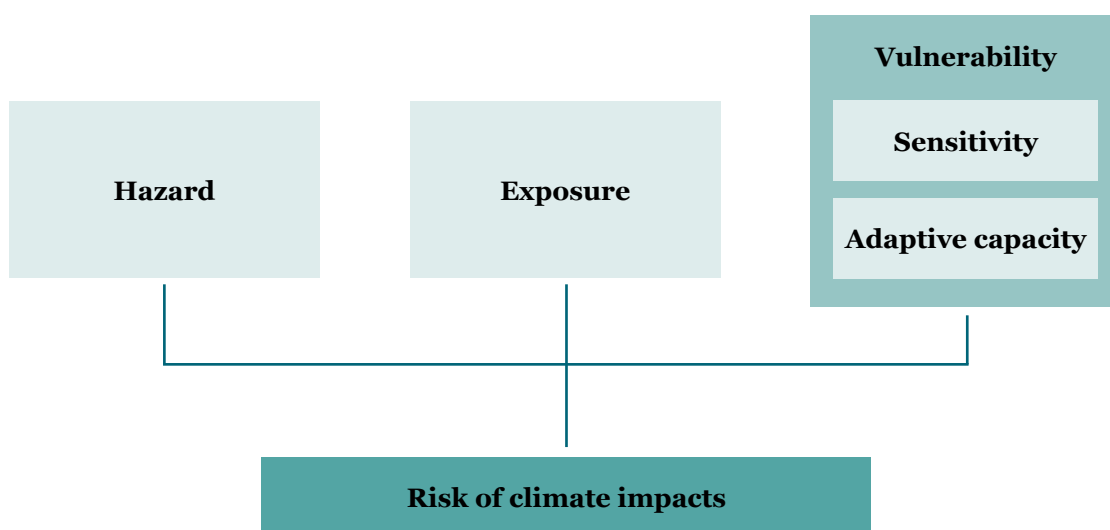 Vulnerability
Hazard
Exposure
Sensitivity
Adaptive capacity
Risk of climate impacts